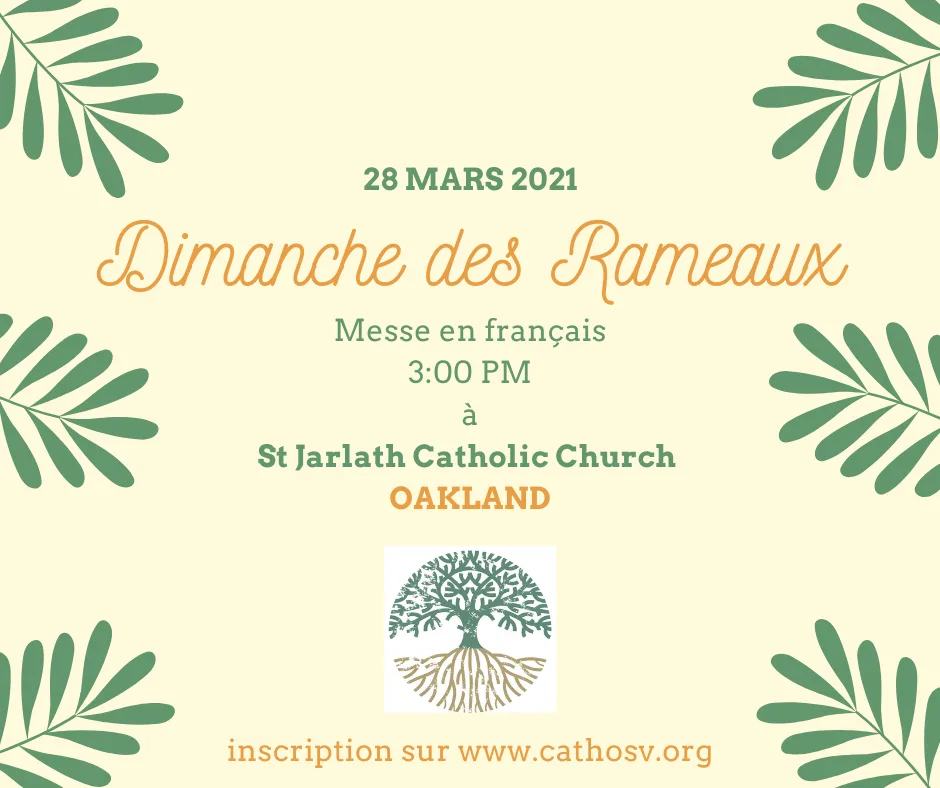 28 MARS 2021
Dimanche des Rameaux
Messe en français
3:00 PM
à
St Jarlath Catholic Church
OAKLAND
inscription sur www.cathosv.org